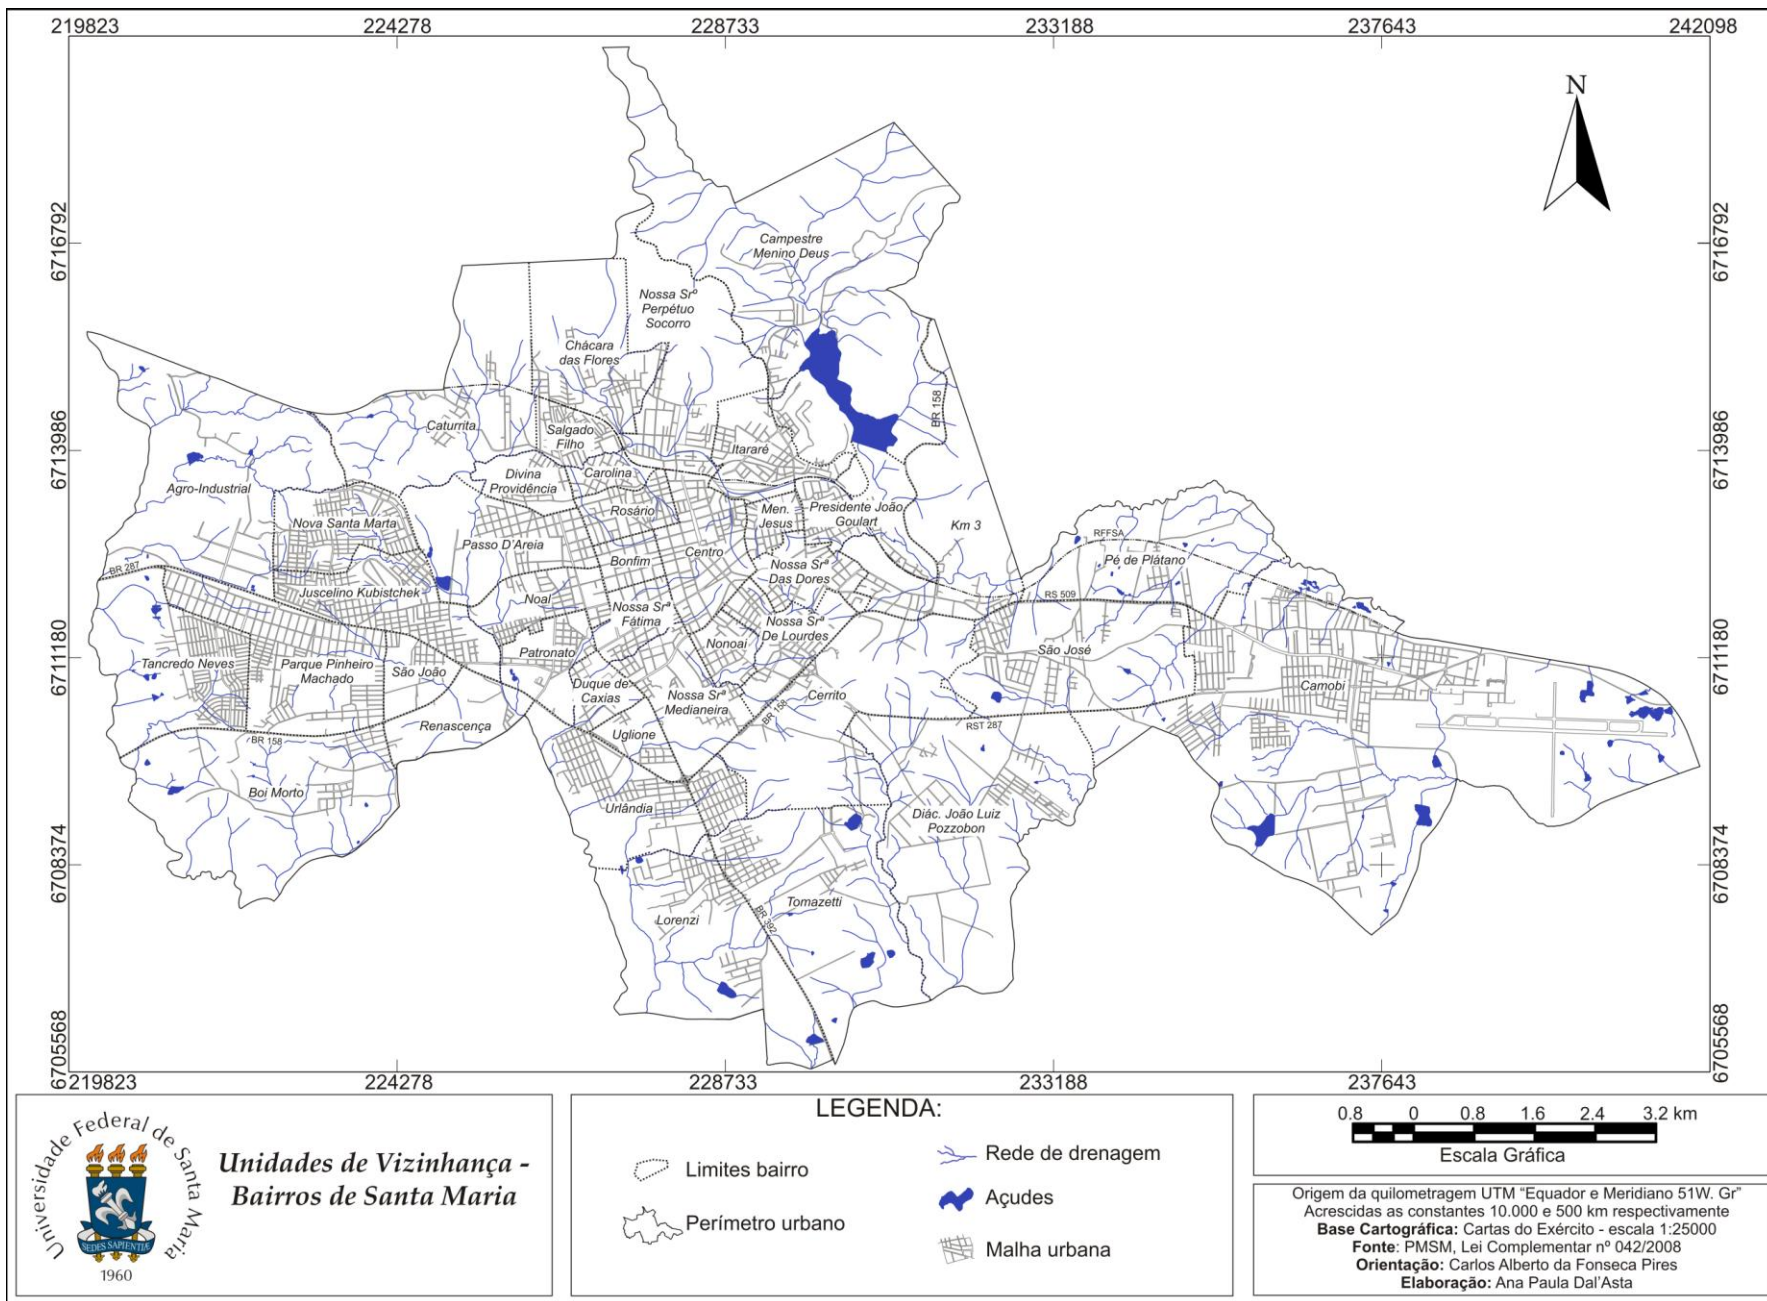 219823
224278
228733
233188
237643
242098
N
6716792
6716792
Campestre
Menino Deus
Nossa Srº
Perpétuo
Socorro
Chácara
das Flores
BR 158
6713986
6713986
Caturrita
Salgado
Filho
Itararé
Agro-Industrial
Divina
Providência
Carolina
Nova Santa Marta
Rosário
Men.
Jesus
Presidente João
Goulart
Km 3
RFFSA
Passo D'Areia
Centro
Bonfim
Pé de Plátano
BR 287
Nossa Srª
Das Dores
Juscelino Kubistchek
Noal
RS 509
Nossa Srª
Fátima
Nossa Srª
De Lourdes
Nonoai
6711180
6711180
Tancredo Neves
Parque Pinheiro
Machado
São João
Patronato
São José
Duque de
Caxias
Nossa Srª
Medianeira
Cerrito
Camobi
BR 158
Renascença
RST 287
Uglione
BR 158
Boi Morto
Urlândia
Diác. João Luiz
Pozzobon
6708374
6708374
Lorenzi
Tomazetti
BR 392
6705568
6705568
219823
224278
228733
233188
237643
242098
Universidade Federal de Santa Maria
SEDES SAPIENTIÆ
1960
Unidades de Vizinhança -
Bairros de Santa Maria
LEGENDA:
Limites bairro
Perímetro urbano
Rede de drenagem
Açudes
Malha urbana
0.8 0 0.8 1.6 2.4 3.2 km
Escala Gráfica
Origem da quilometragem UTM "Equador e Meridiano 51W. Gr"
Acrescidas as constantes 10.000 e 500 km respectivamente
Base Cartográfica: Cartas do Exército - escala 1:25000
Fonte: PMSM, Lei Complementar nº 042/2008
Orientação: Carlos Alberto da Fonseca Pires
Elaboração: Ana Paula Dal'Asta